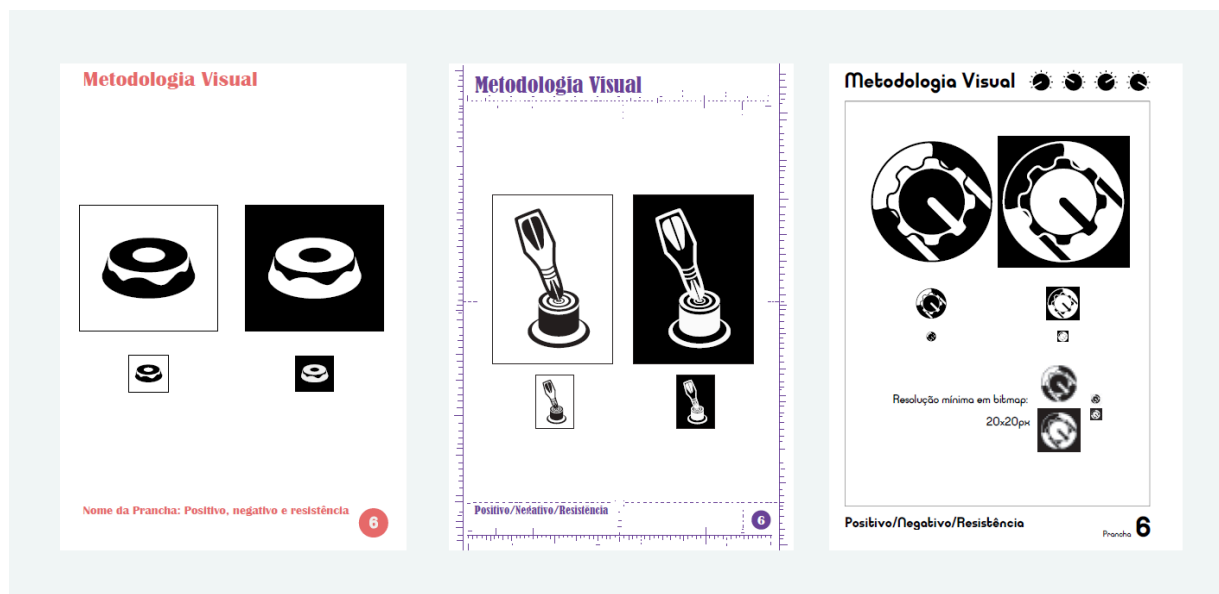 Metodologia Visual
Nome da Prancha: Positivo, negativo e resistência
6
Metodologia Visual
Positivo/Negativo/Resistência
6
Metodologia Visual
Resolução mínima em bitmap:
20x20px
Positivo/Negativo/Resistência
Prancha 6